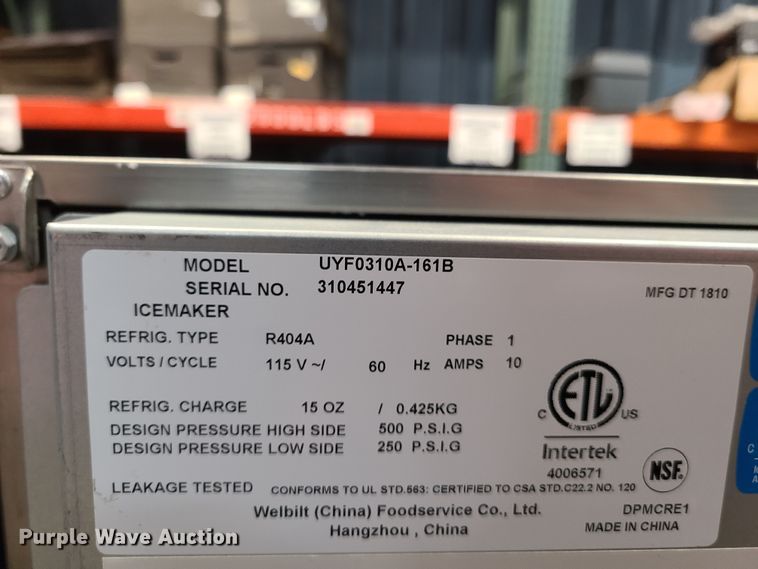 MODEL UYF0310A-161B
SERIAL NO. 310451447
MFG DT 1810
ICEMAKER
REFRIG. TYPE R404A PHASE 1
VOLTS / CYCLE 115 V ~/ 60 Hz AMPS 10
REFRIG. CHARGE 15 OZ / 0.425KG
DESIGN PRESSURE HIGH SIDE 500 P.S.I.G
DESIGN PRESSURE LOW SIDE 250 P.S.I.G
C ETL US
LISTED
Intertek
4006571
NSF
LEAKAGE TESTED CONFORMS TO UL STD.563: CERTIFIED TO CSA STD.C22.2 NO. 120
Welbilt (China) Foodservice Co., Ltd. DPMCRE1
Hangzhou , China MADE IN CHINA
Purple Wave Auction